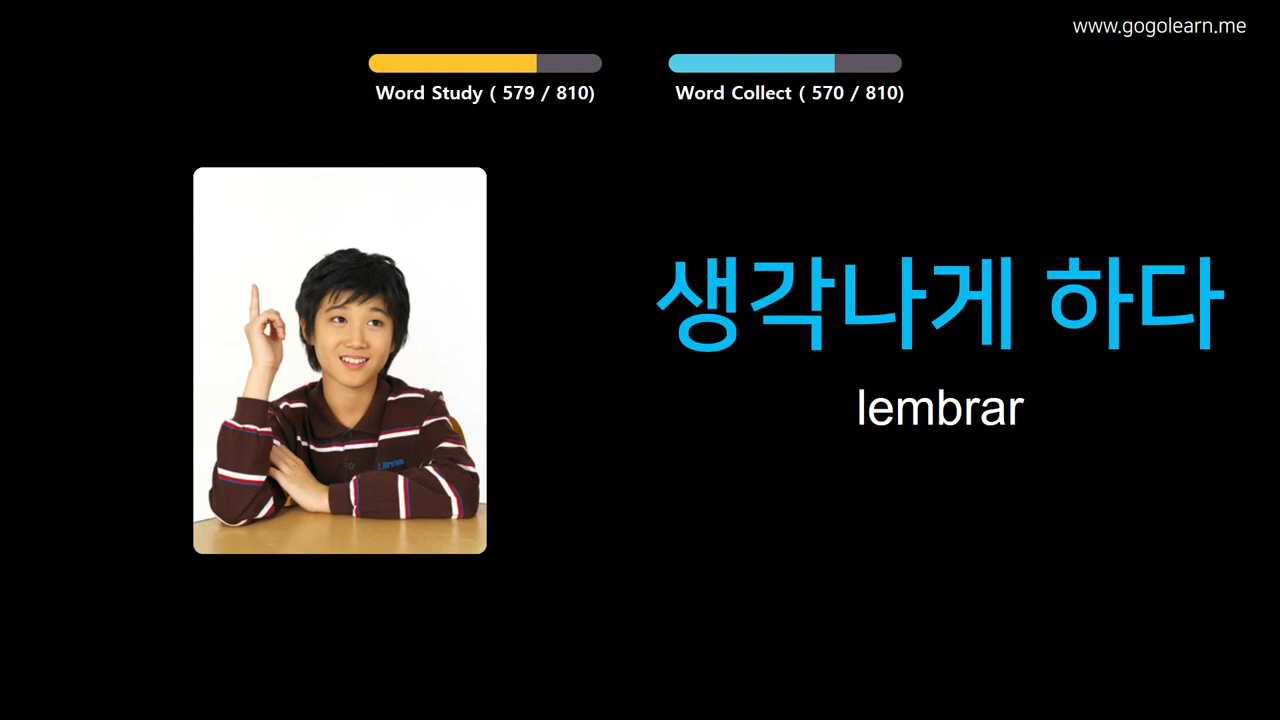 www.gogolearn.me
Word Study ( 579 / 810)
Word Collect ( 570 / 810)
생각나게 하다
lembrar